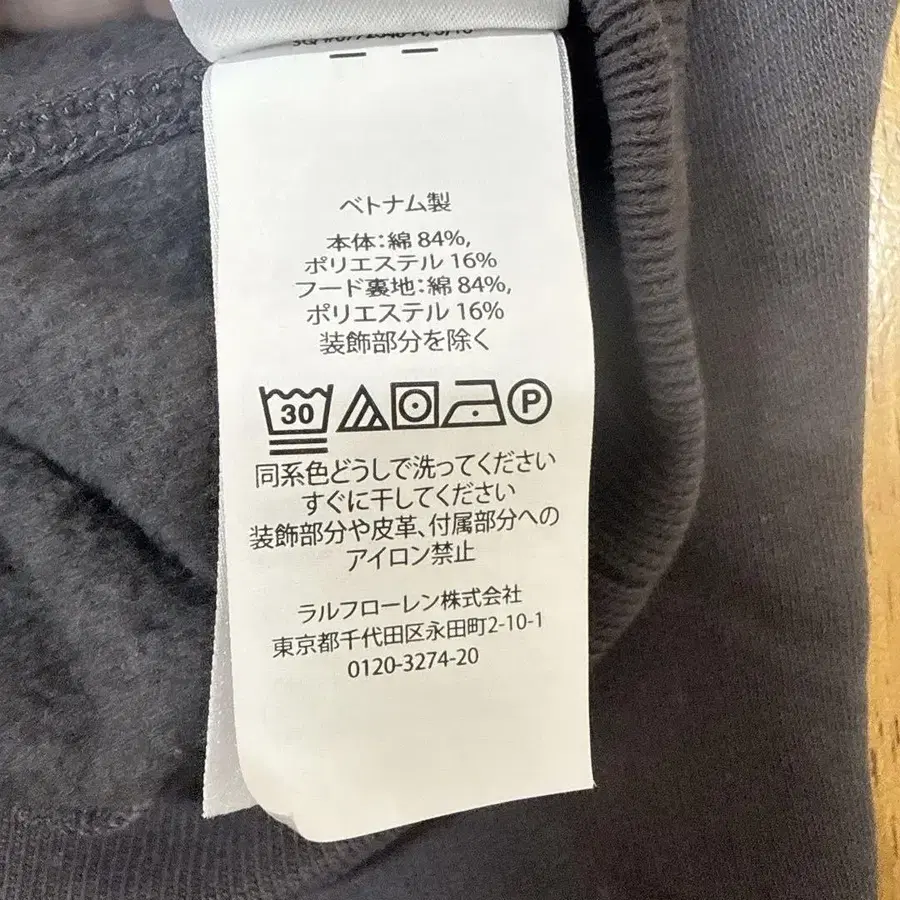 ベトナム製
本体：綿 84%,
ポリエステル 16%
フード裏地：綿 84%,
ポリエステル 16%
装飾部分を除く
30 P
同系色どうしで洗ってください
すぐに干してください
装飾部分や皮革、付属部分への
アイロン禁止
ラルフローレン株式会社
東京都千代田区永田町2-10-1
0120-3274-20